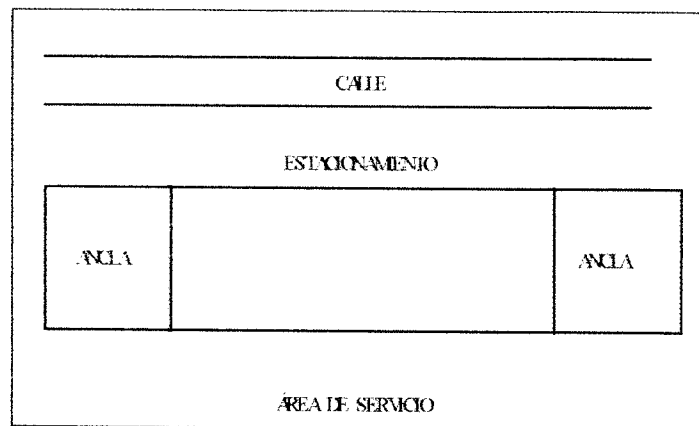 CALLE
ESTACIONAMIENTO
ANCLA
ANCLA
ÁREA DE SERVICIO